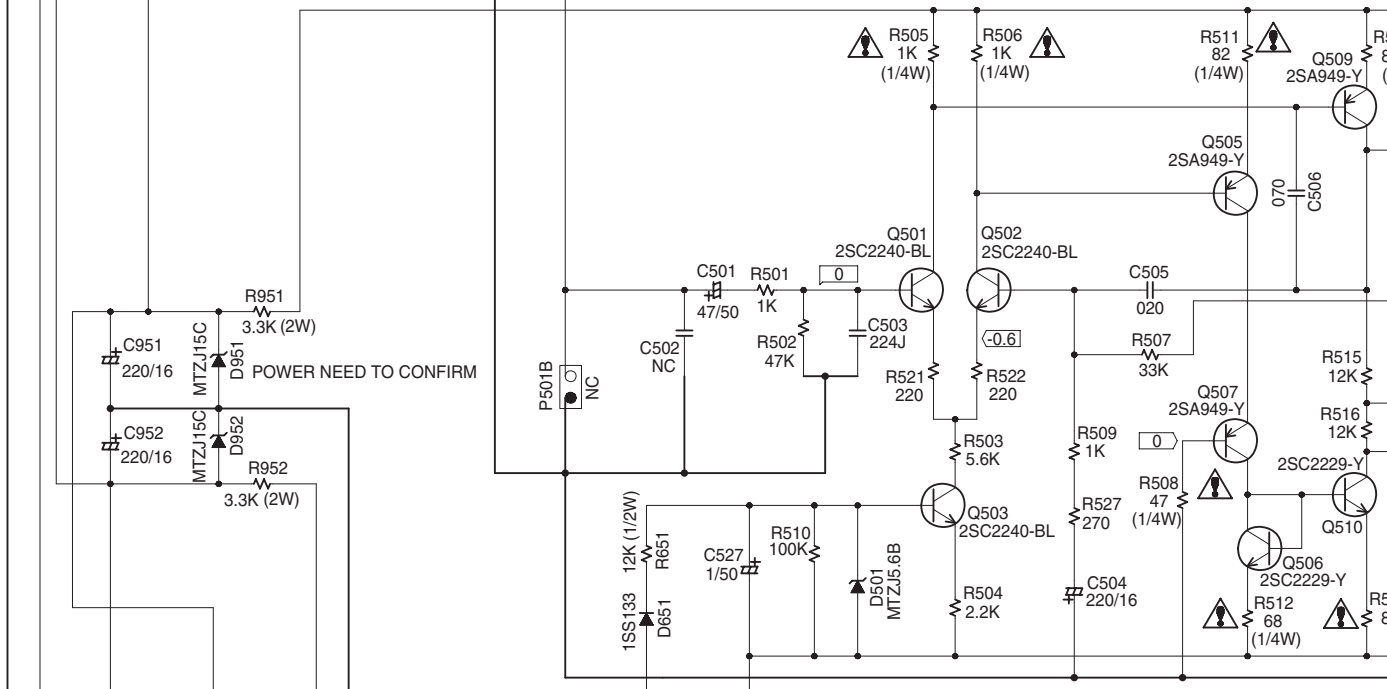 R505
1K
(1/4W)
R506
1K
(1/4W)
R511
82
(1/4W)
Q509
2SA949-Y
Q505
2SA949-Y
070
C506
Q501
2SC2240-BL
Q502
2SC2240-BL
C501
47/50
R501
1K
0
C505
020
R951
3.3K (2W)
C951
220/16
MTZJ15C
D951
POWER NEED TO CONFIRM
C502
NC
R502
47K
C503
224J
-0.6
R507
33K
P501B
NC
R521
220
R522
220
R515
12K
Q507
2SA949-Y
C952
220/16
MTZJ15C
D952
R952
3.3K (2W)
R503
5.6K
R509
1K
0
R516
12K
2SC2229-Y
Q510
R508
47
(1/4W)
12K (1/2W)
R651
C527
1/50
R510
100K
D501
MTZJ5.6B
Q503
2SC2240-BL
R527
270
Q506
2SC2229-Y
1SS133
D651
R504
2.2K
C504
220/16
R512
68
(1/4W)